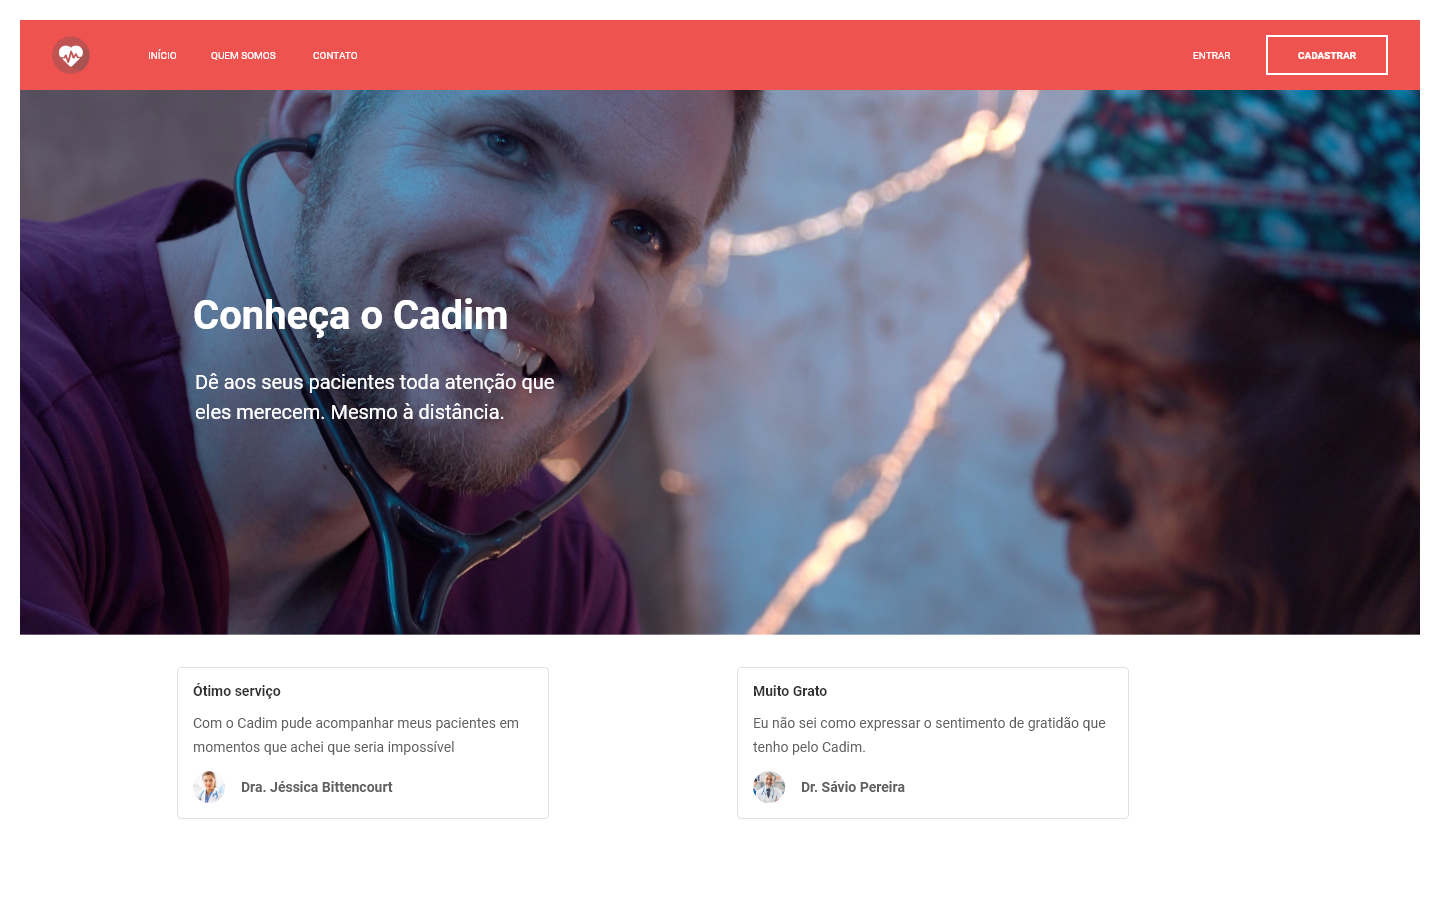 INÍCIO
QUEM SOMOS
CONTATO
ENTRAR
CADASTRAR
Conheça o Cadim
Dê aos seus pacientes toda atenção que
eles merecem. Mesmo à distância.
Ótimo serviço
Com o Cadim pude acompanhar meus pacientes em
momentos que achei que seria impossível
Dra. Jéssica Bittencourt
Muito Grato
Eu não sei como expressar o sentimento de gratidão que
tenho pelo Cadim.
Dr. Sávio Pereira